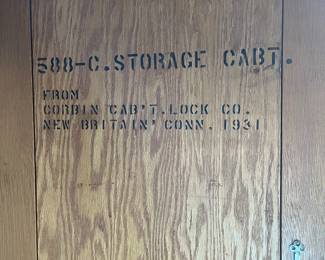 588-C. STORAGE CABT.
FROM
CORBIN CAB'T. LOCK CO.
NEW BRITAIN' CONN. 1931